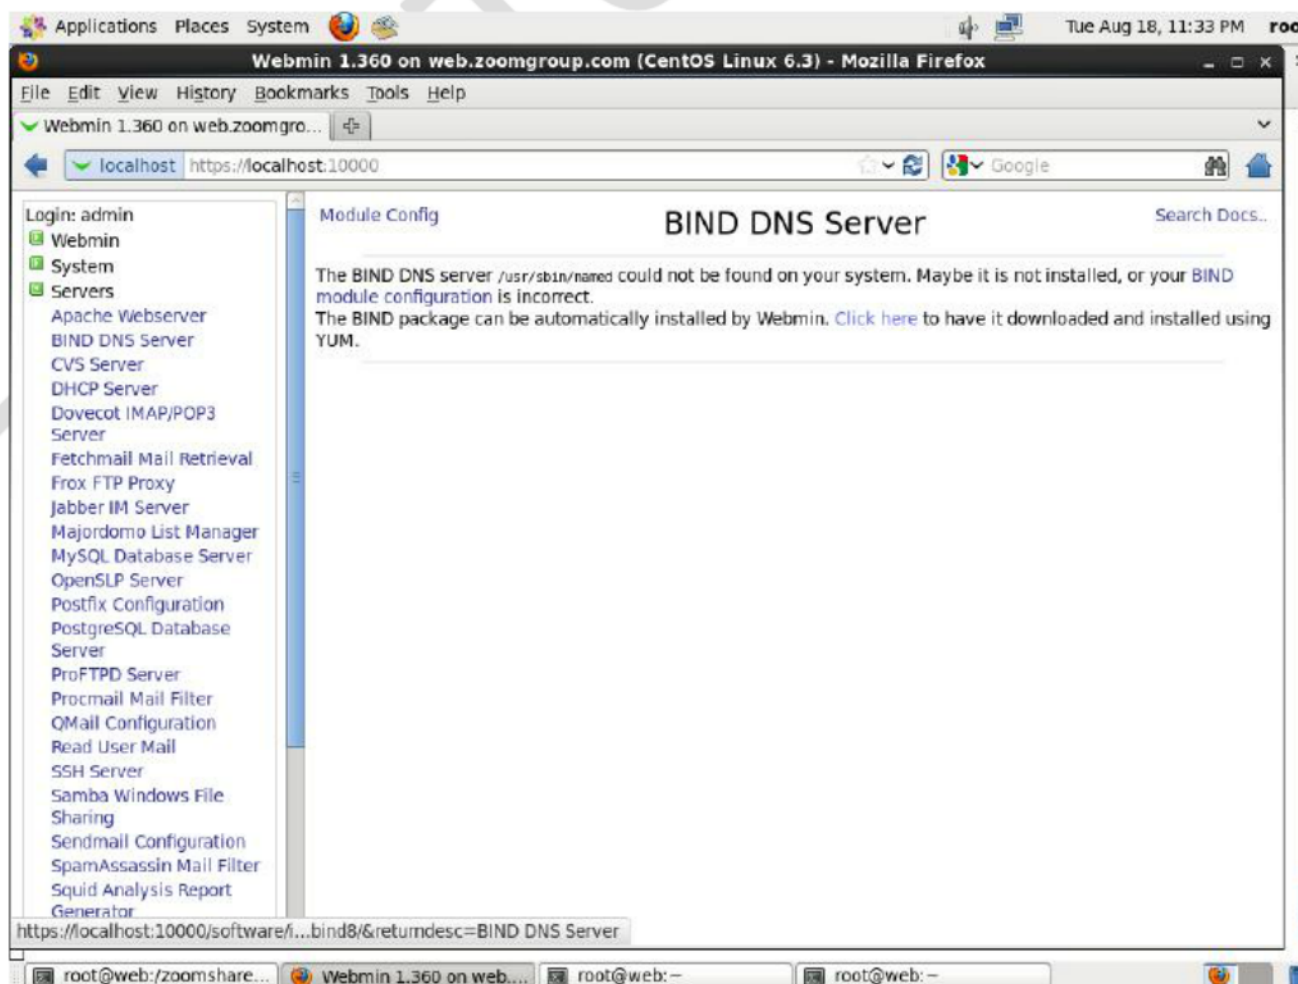 Applications Places System
Tue Aug 18, 11:33 PM
Webmin 1.360 on web.zoomgroup.com (CentOS Linux 6.3) - Mozilla Firefox
File Edit View History Bookmarks Tools Help
Webmin 1.360 on web.zoomgro...
localhost https://localhost:10000
Google
Login: admin
Webmin
System
Servers
Apache Webserver
BIND DNS Server
CVS Server
DHCP Server
Dovecot IMAP/POP3
Server
Fetchmail Mail Retrieval
Frox FTP Proxy
Jabber IM Server
Majordomo List Manager
MySQL Database Server
OpenSLP Server
Postfix Configuration
PostgreSQL Database
Server
ProFTPD Server
Procmail Mail Filter
QMail Configuration
Read User Mail
SSH Server
Samba Windows File
Sharing
Sendmail Configuration
SpamAssassin Mail Filter
Squid Analysis Report
Generator
Module Config
BIND DNS Server
Search Docs..
The BIND DNS server /usr/sbin/named could not be found on your system. Maybe it is not installed, or your BIND
module configuration is incorrect.
The BIND package can be automatically installed by Webmin. Click here to have it downloaded and installed using
YUM.
https://localhost:10000/software/i...bind8/&returndesc=BIND DNS Server
root@web:/zoomshare...
Webmin 1.360 on web....
root@web:~
root@web:~